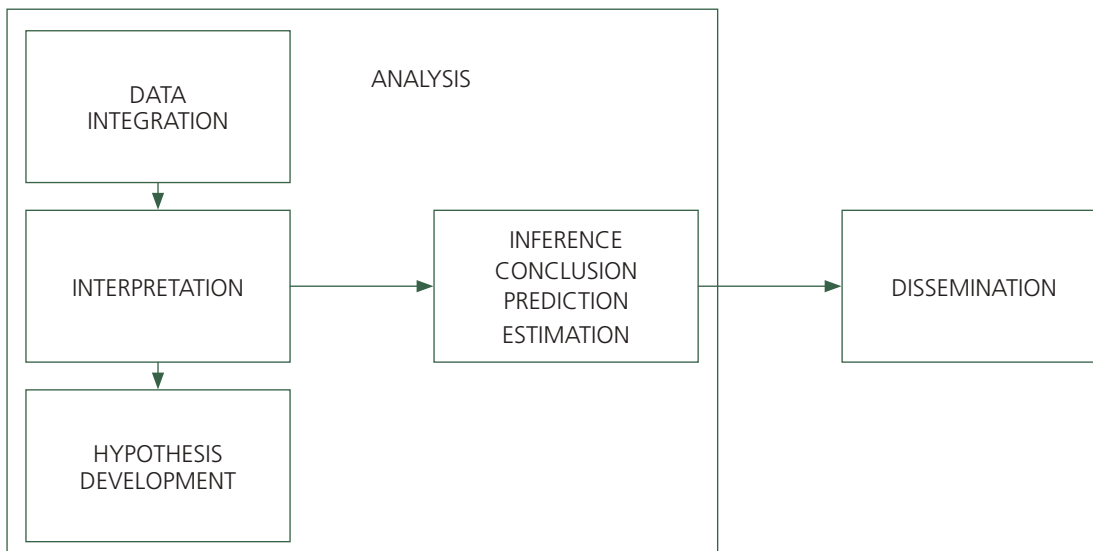 DATA
INTEGRATION
ANALYSIS
INTERPRETATION
INFERENCE
CONCLUSION
PREDICTION
ESTIMATION
DISSEMINATION
HYPOTHESIS
DEVELOPMENT